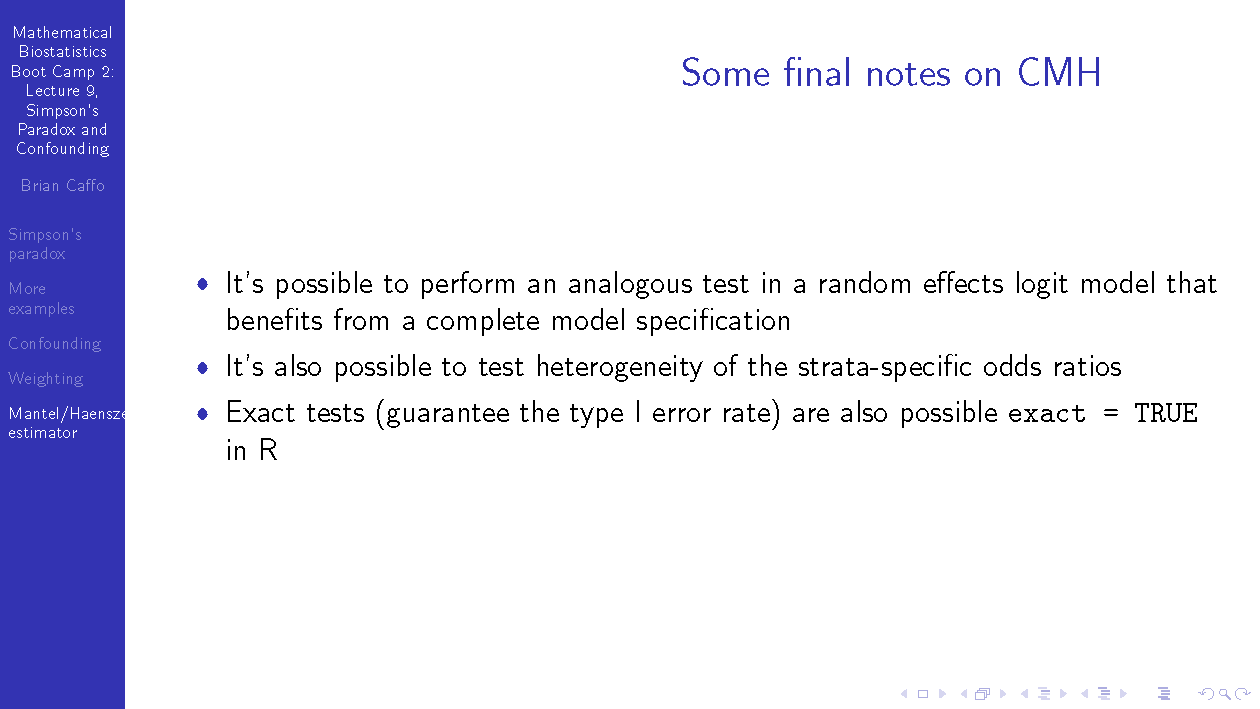 Mathematical
Biostatistics
Boot Camp 2:
Lecture 9,
Simpson's
Paradox and
Confounding
Brian Caffo
Simpson's
paradox
More
examples
Confounding
Weighting
Mantel/Haensze
estimator
Some final notes on CMH
• It's possible to perform an analogous test in a random effects logit model that
benefits from a complete model specification
• It's also possible to test heterogeneity of the strata-specific odds ratios
• Exact tests (guarantee the type I error rate) are also possible exact = TRUE
in R